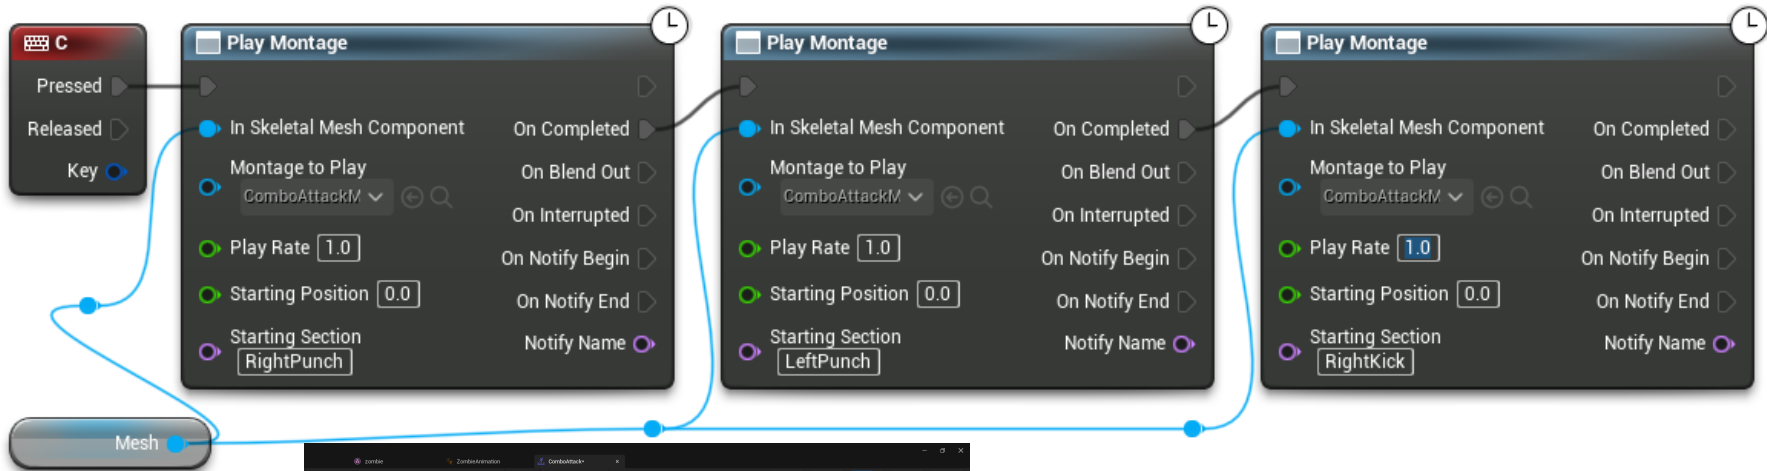 C
Pressed
Released
Key
Mesh
Play Montage
In Skeletal Mesh Component
On Completed
Montage to Play
ComboAttackM
On Blend Out
On Interrupted
Play Rate 1.0
On Notify Begin
Starting Position 0.0
On Notify End
Starting Section
RightPunch
Notify Name
Play Montage
In Skeletal Mesh Component
On Completed
Montage to Play
ComboAttackM
On Blend Out
On Interrupted
Play Rate 1.0
On Notify Begin
Starting Position 0.0
On Notify End
Starting Section
LeftPunch
Notify Name
Play Montage
In Skeletal Mesh Component
On Completed
Montage to Play
ComboAttackM
On Blend Out
On Interrupted
Play Rate 1.0
On Notify Begin
Starting Position 0.0
On Notify End
Starting Section
RightKick
Notify Name
zombie ZombieAnimation ComboAttack•